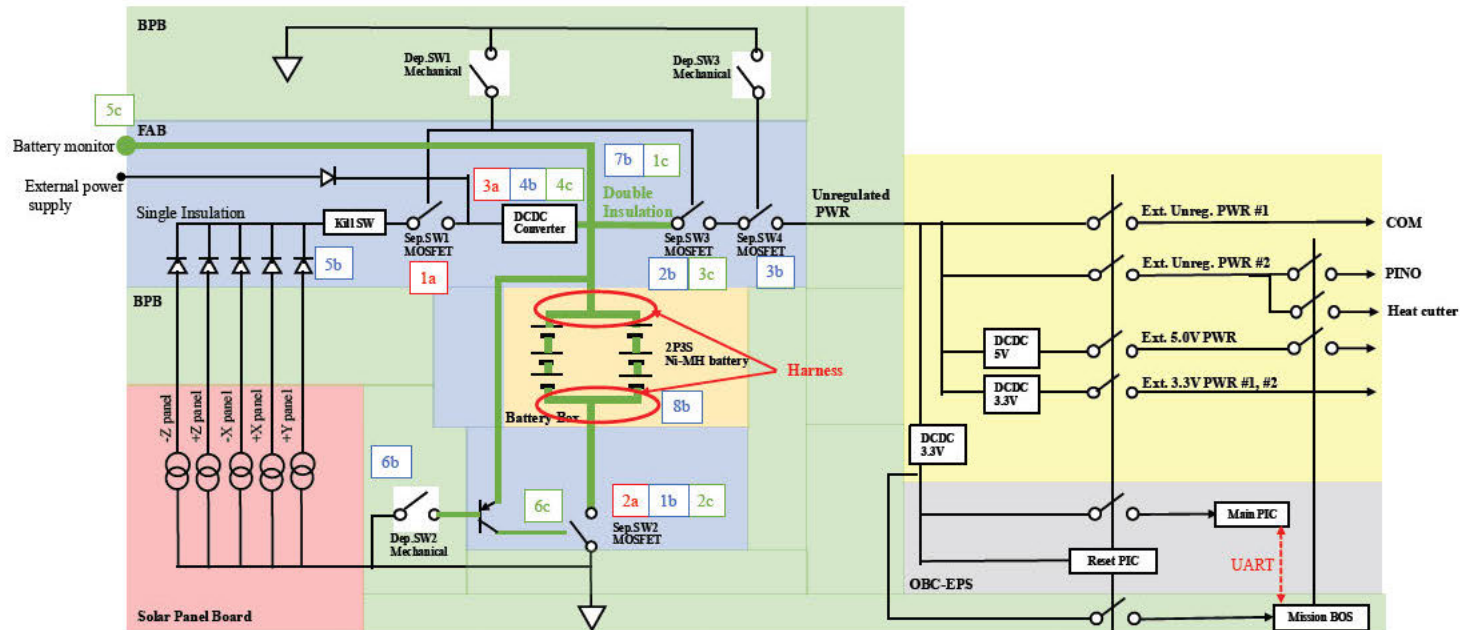 BPB
Dep.SW1
Mechanical
Dep.SW3
Mechanical
5c
FAB
Battery monitor
External power
supply
7b
1c
3a
4b
4c
Double
Insulation
Unregulated
PWR
Single Insulation
Kill SW
DCDC
Converter
Sep.SW1
MOSFET
Sep.SW3
MOSFET
Sep.SW4
MOSFET
1a
2b
3c
3b
5b
Ext. Unreg. PWR #1
COM
Ext. Unreg. PWR #2
PINO
Heat cutter
DCDC
5V
Ext. 5.0V PWR
DCDC
3.3V
Ext. 3.3V PWR #1, #2
DCDC
3.3V
BPB
2P3S
Ni-MH battery
Harness
Battery Box
8b
-Z panel
+Z panel
-X panel
+X panel
+Y panel
6b
Dep.SW2
Mechanical
6c
2a
1b
2c
Sep.SW2
MOSFET
Main PIC
Reset PIC
UART
OBC-EPS
Mission BOS
Solar Panel Board